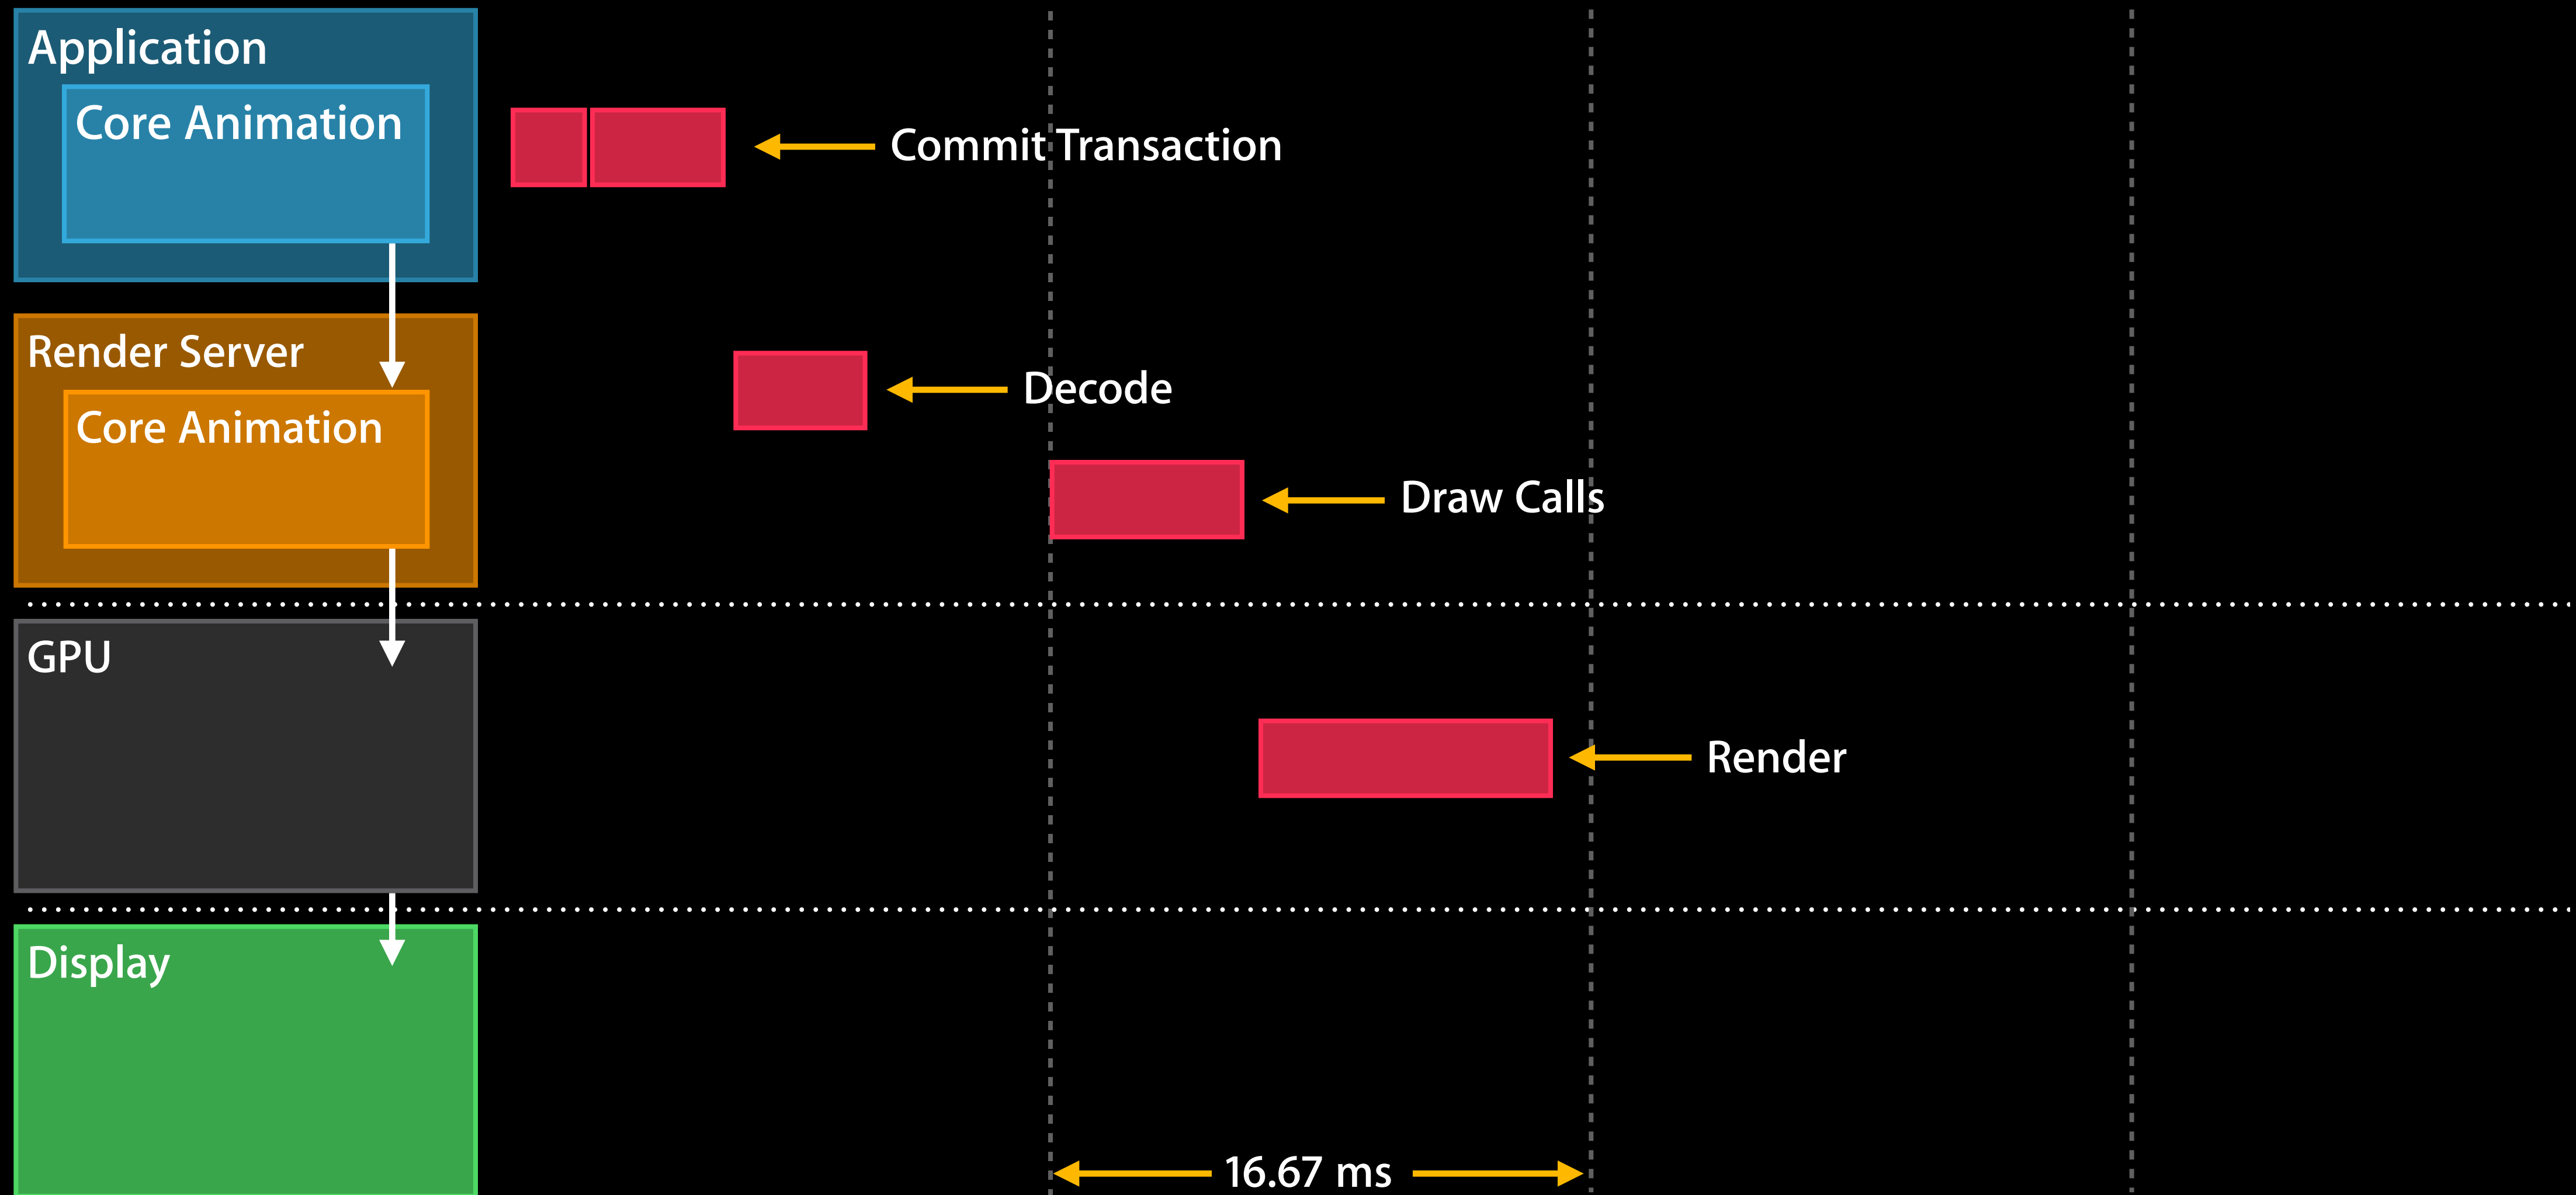 Application
Core Animation
Commit Transaction
Render Server
Core Animation
Decode
Draw Calls
GPU
Render
Display
16.67 ms